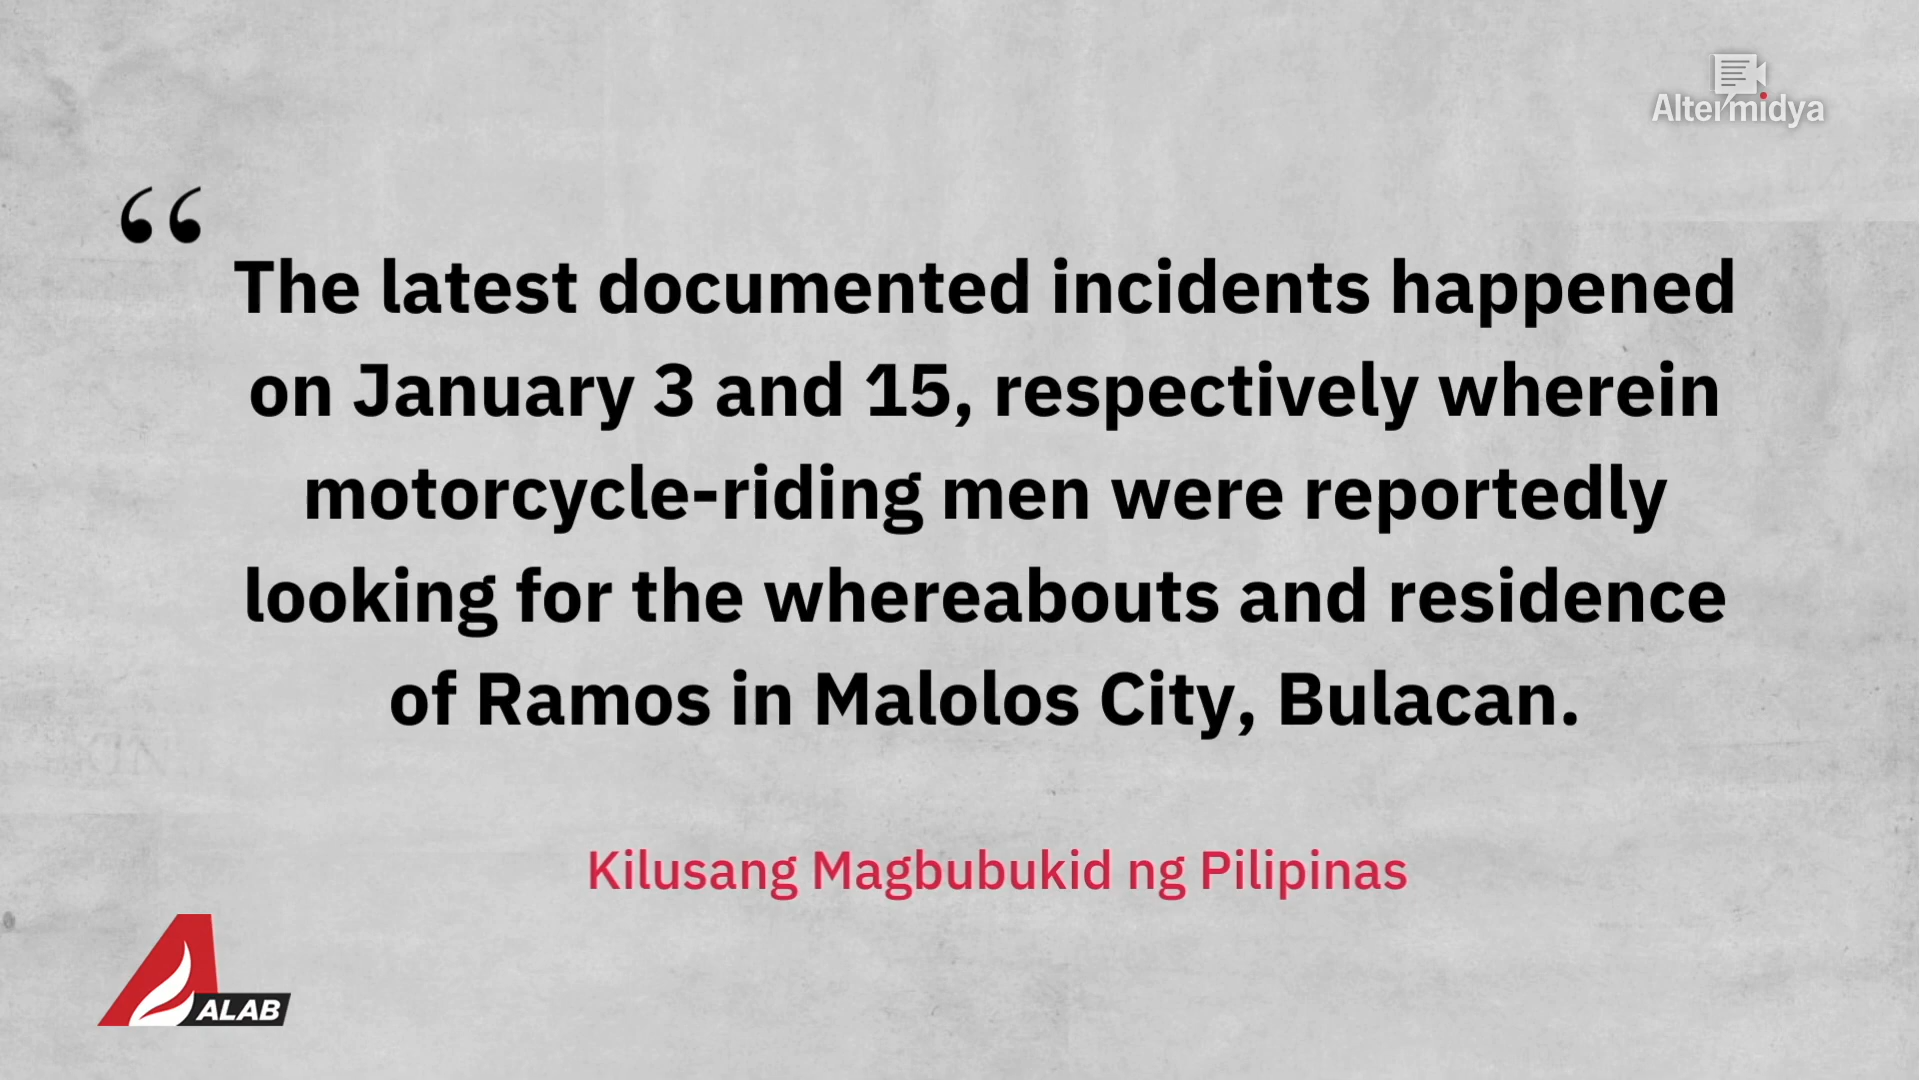 Altermidya
“
The latest documented incidents happened
on January 3 and 15, respectively wherein
motorcycle-riding men were reportedly
looking for the whereabouts and residence
of Ramos in Malolos City, Bulacan.
Kilusang Magbubukid ng Pilipinas
ALAB